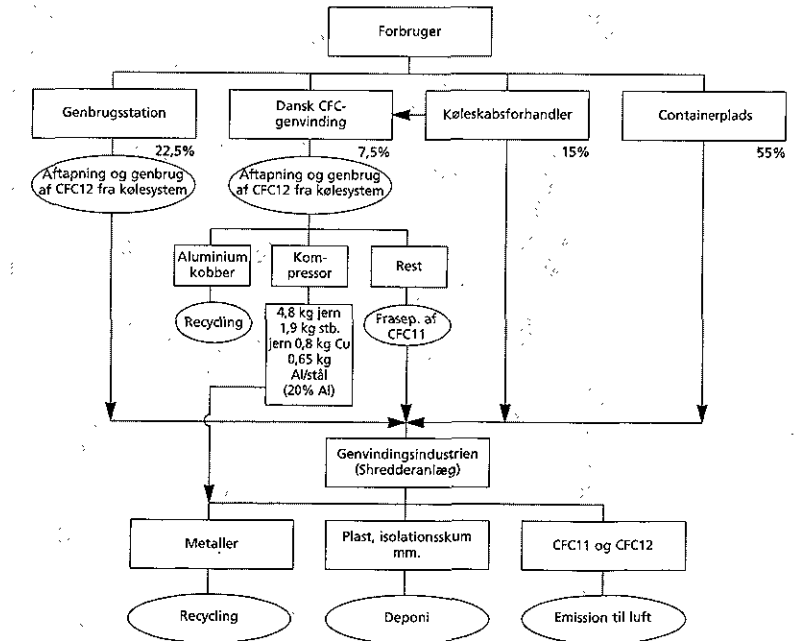 Forbruger
Genbrugsstation
Dansk CFC-
genvinding
Køleskabsforhandler
Containerplads
22,5%
7,5%
15%
55%
Aftapning og genbrug
af CFC12 fra kølesystem
Aftapning og genbrug
af CFC12 fra kølesystem
Aluminium
kobber
Kom-
pressor
Rest
Recycling
4,8 kg jern
1,9 kg stb.
jern 0,8 kg Cu
0,65 kg
Al/stål
(20% Al)
Frasep. af
CFC11
Genvindingsindustrien
(Shredderanlæg)
Metaller
Plast, isolationsskum
mm.
CFC11 og CFC12
Recycling
Deponi
Emission til luft